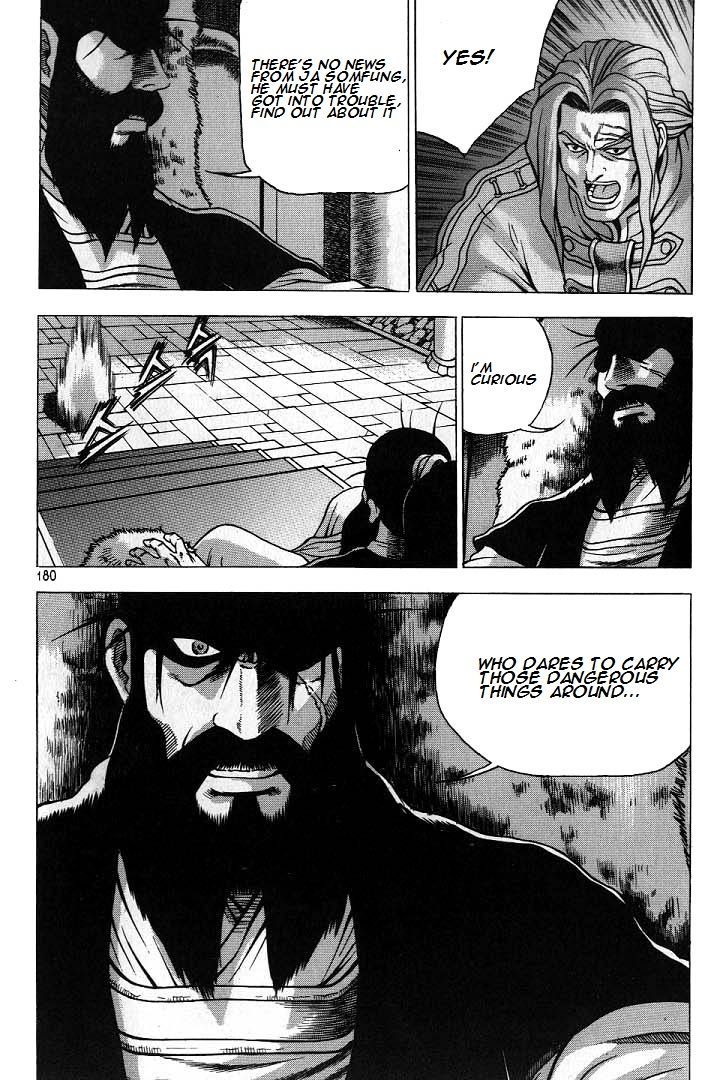 THERE'S NO NEWS
FROM JA SOMFUNG,
HE MUST HAVE
GOT INTO TROUBLE,
FIND OUT ABOUT IT
YES!
I'M
CURIOUS
180
WHO DARES TO CARRY
THOSE DANGEROUS
THINGS AROUND...